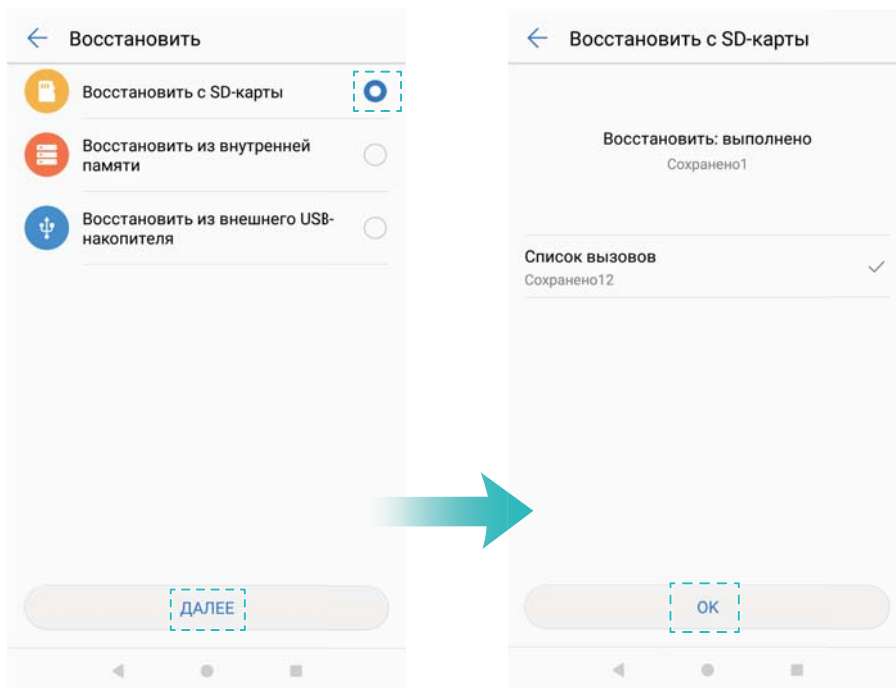 Восстановить
Восстановить с SD-карты
Восстановить из внутренней
памяти
Восстановить из внешнего USB-
накопителя
ДАЛЕЕ
Восстановить с SD-карты
Восстановить: выполнено
Сохранено1
Список вызовов
Сохранено12
ОК